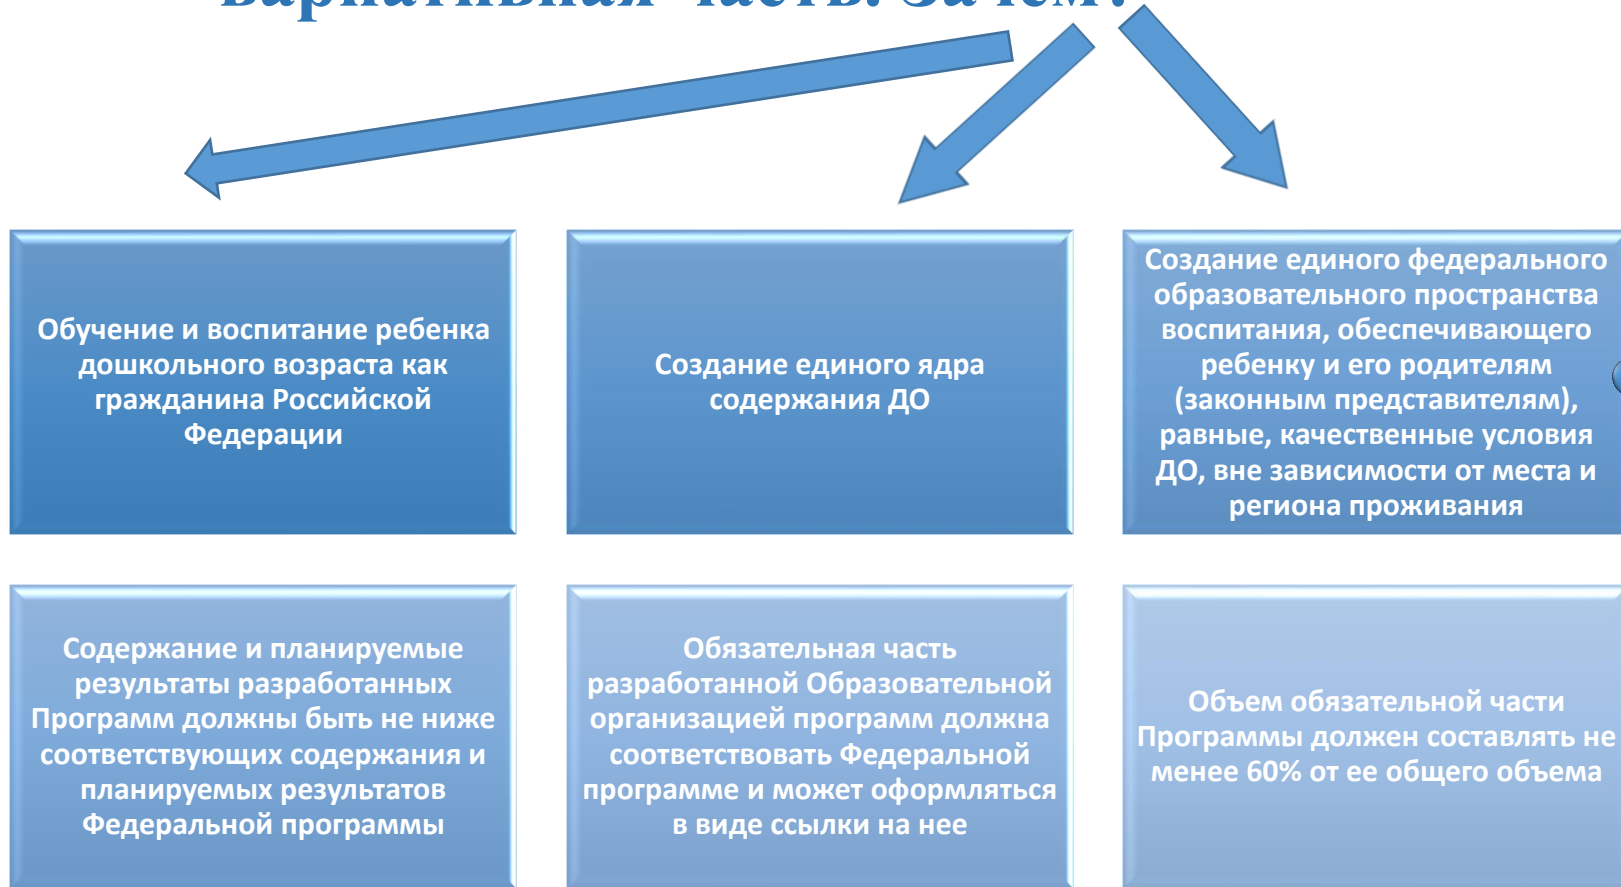 вариативная часть. Зачем?
Обучение и воспитание ребенка
дошкольного возраста как
гражданина Российской
Федерации
Создание единого ядра
содержания ДО
Создание единого федерального
образовательного пространства
воспитания, обеспечивающего
ребенку и его родителям
(законным представителям),
равные, качественные условия
ДО, вне зависимости от места и
региона проживания
Содержание и планируемые
результаты разработанных
Программ должны быть не ниже
соответствующих содержания и
планируемых результатов
Федеральной программы
Обязательная часть
разработанной Образовательной
организацией программ должна
соответствовать Федеральной
программе и может оформляться
в виде ссылки на нее
Объем обязательной части
Программы должен составлять не
менее 60% от ее общего объема